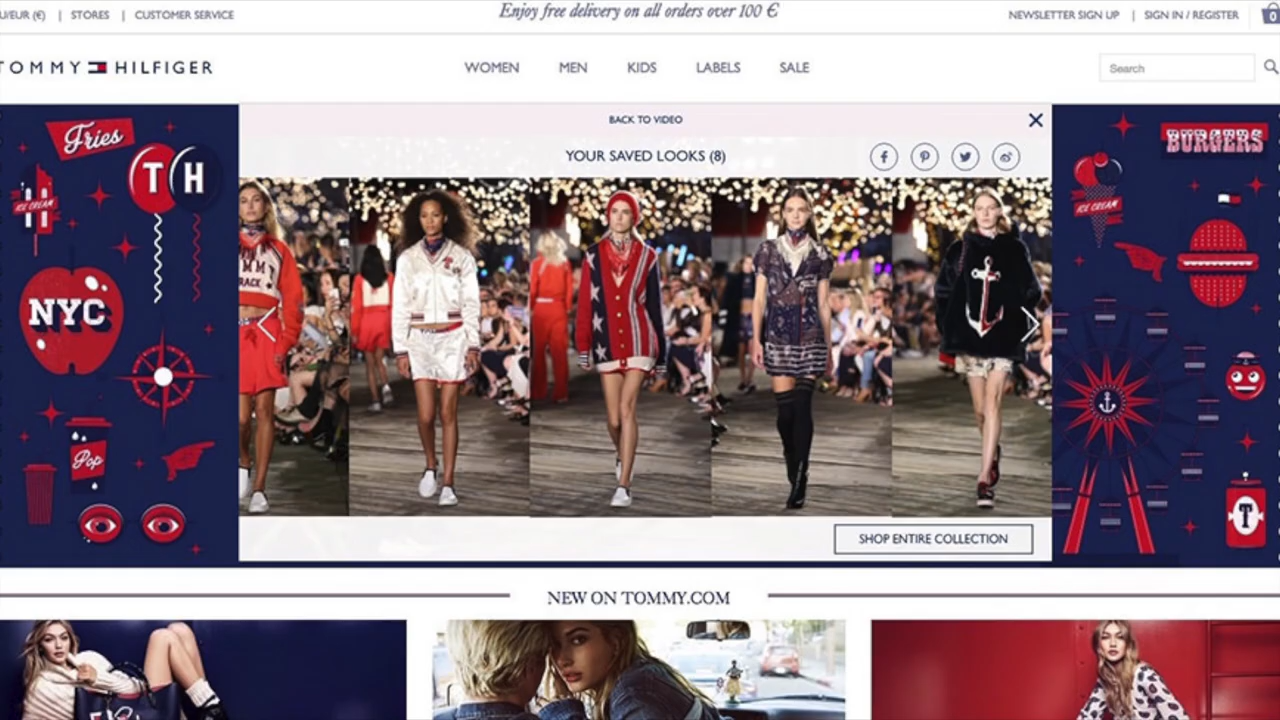 Enjoy free delivery on all orders over 100 €
U/EUR (€) | STORES | CUSTOMER SERVICE
NEWSLETTER SIGN UP | SIGN IN / REGISTER
0
TOMMY HILFIGER
WOMEN MEN KIDS LABELS SALE
Search
BACK TO VIDEO
YOUR SAVED LOOKS (8)
Fries
TH
ICE CREAM
NYC
Pop
BURGERS
ICE CREAM
T
SHOP ENTIRE COLLECTION
NEW ON TOMMY.COM